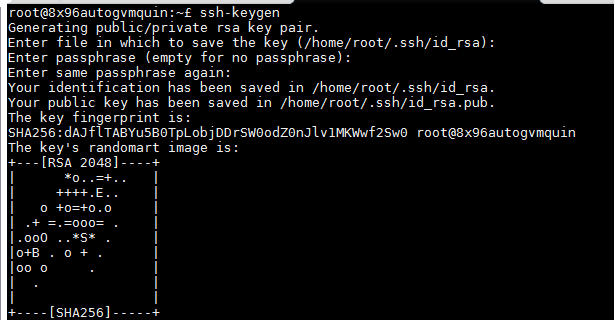 root@8x96autogvmquin:~£ ssh-keygen
Generating public/private rsa key pair.
Enter file in which to save the key (/home/root/.ssh/id_rsa):
Enter passphrase (empty for no passphrase):
Enter same passphrase again:
Your identification has been saved in /home/root/.ssh/id_rsa.
Your public key has been saved in /home/root/.ssh/id_rsa.pub.
The key fingerprint is:
SHA256:dAJflTABYu5B0TpLobjDDrSW0odZ0nJlv1MKWwf2Sw0 root@8x96autogvmquin
The key's randomart image is:
+---[RSA 2048]----+
|      *o..=+..   |
|     ++++.E..    |
|   o +o=+o.o     |
| .+ =.=ooo= .    |
|.ooO ..*S* .     |
|o+B . o + .      |
|oo o     .       |
|  .              |
|                 |
+----[SHA256]-----+